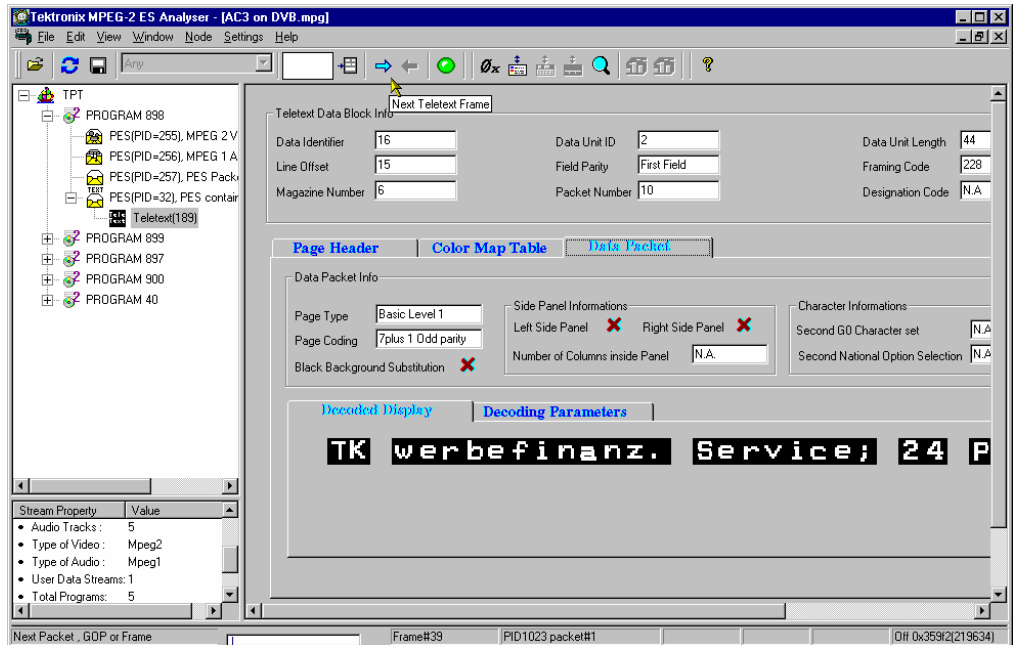 Tektronix MPEG-2 ES Analyser - [AC3 on DVB.mpg]
File Edit View Window Node Settings Help
Any
Next Teletext Frame
TPT
PROGRAM 898
PES(PID=255), MPEG 2 V
PES(PID=256), MPEG 1 A
PES(PID=257), PES Pack
TEXT
PES(PID=32), PES contair
Teletext(189)
PROGRAM 899
PROGRAM 897
PROGRAM 900
PROGRAM 40
Stream Property Value
Audio Tracks : 5
Type of Video : Mpeg2
Type of Audio : Mpeg1
User Data Streams: 1
Total Programs: 5
Teletext Data Block Info
Data Identifier 16 Data Unit ID 2 Data Unit Length 44
Line Offset 15 Field Parity First Field Framing Code 228
Magazine Number 6 Packet Number 10 Designation Code N.A
Page Header Color Map Table Data Packet
Data Packet Info
Page Type Basic Level 1
Page Coding 7plus 1 Odd parity
Black Background Substitution
Side Panel Informations
Left Side Panel Right Side Panel
Number of Columns inside Panel N.A.
Character Informations
Second G0 Character set N.A
Second National Option Selection N.A
Decoded Display Decoding Parameters
TK werbefinanz. Service; 24 P
Next Packet , GOP or Frame Frame#39 PID1023 packet#1 Off 0x359f2(219634)